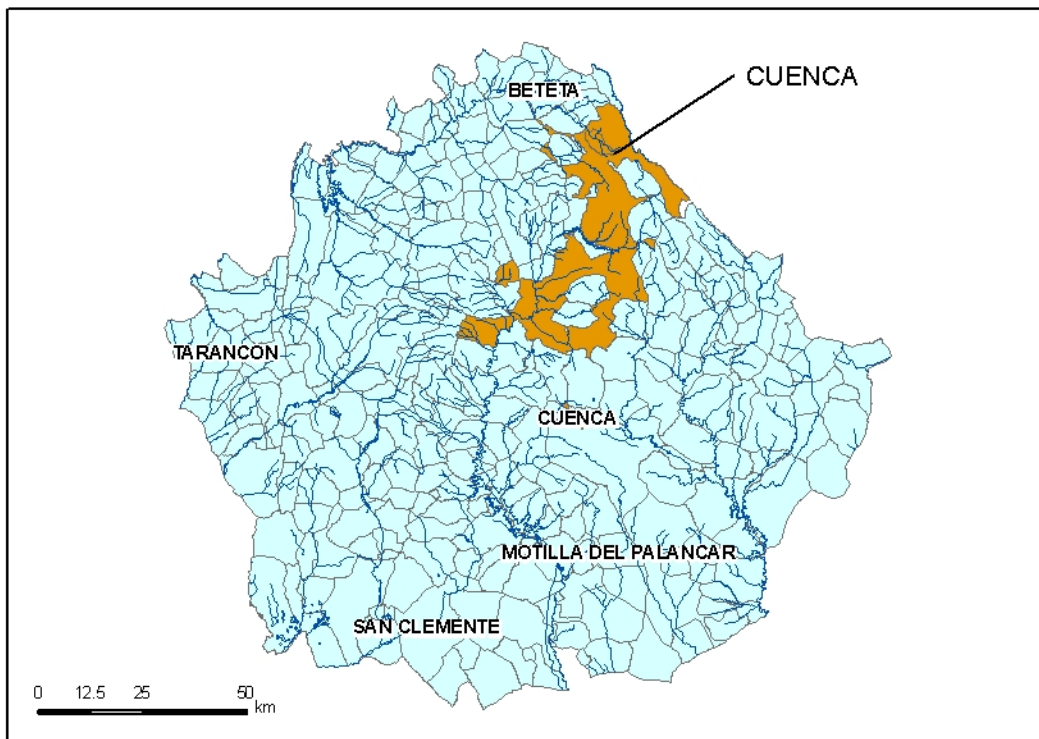 CUENCA
BETETA
TARANCON
CUENCA
MOTILLA DEL PALANCAR
SAN CLEMENTE
0 12.5 25 50
km